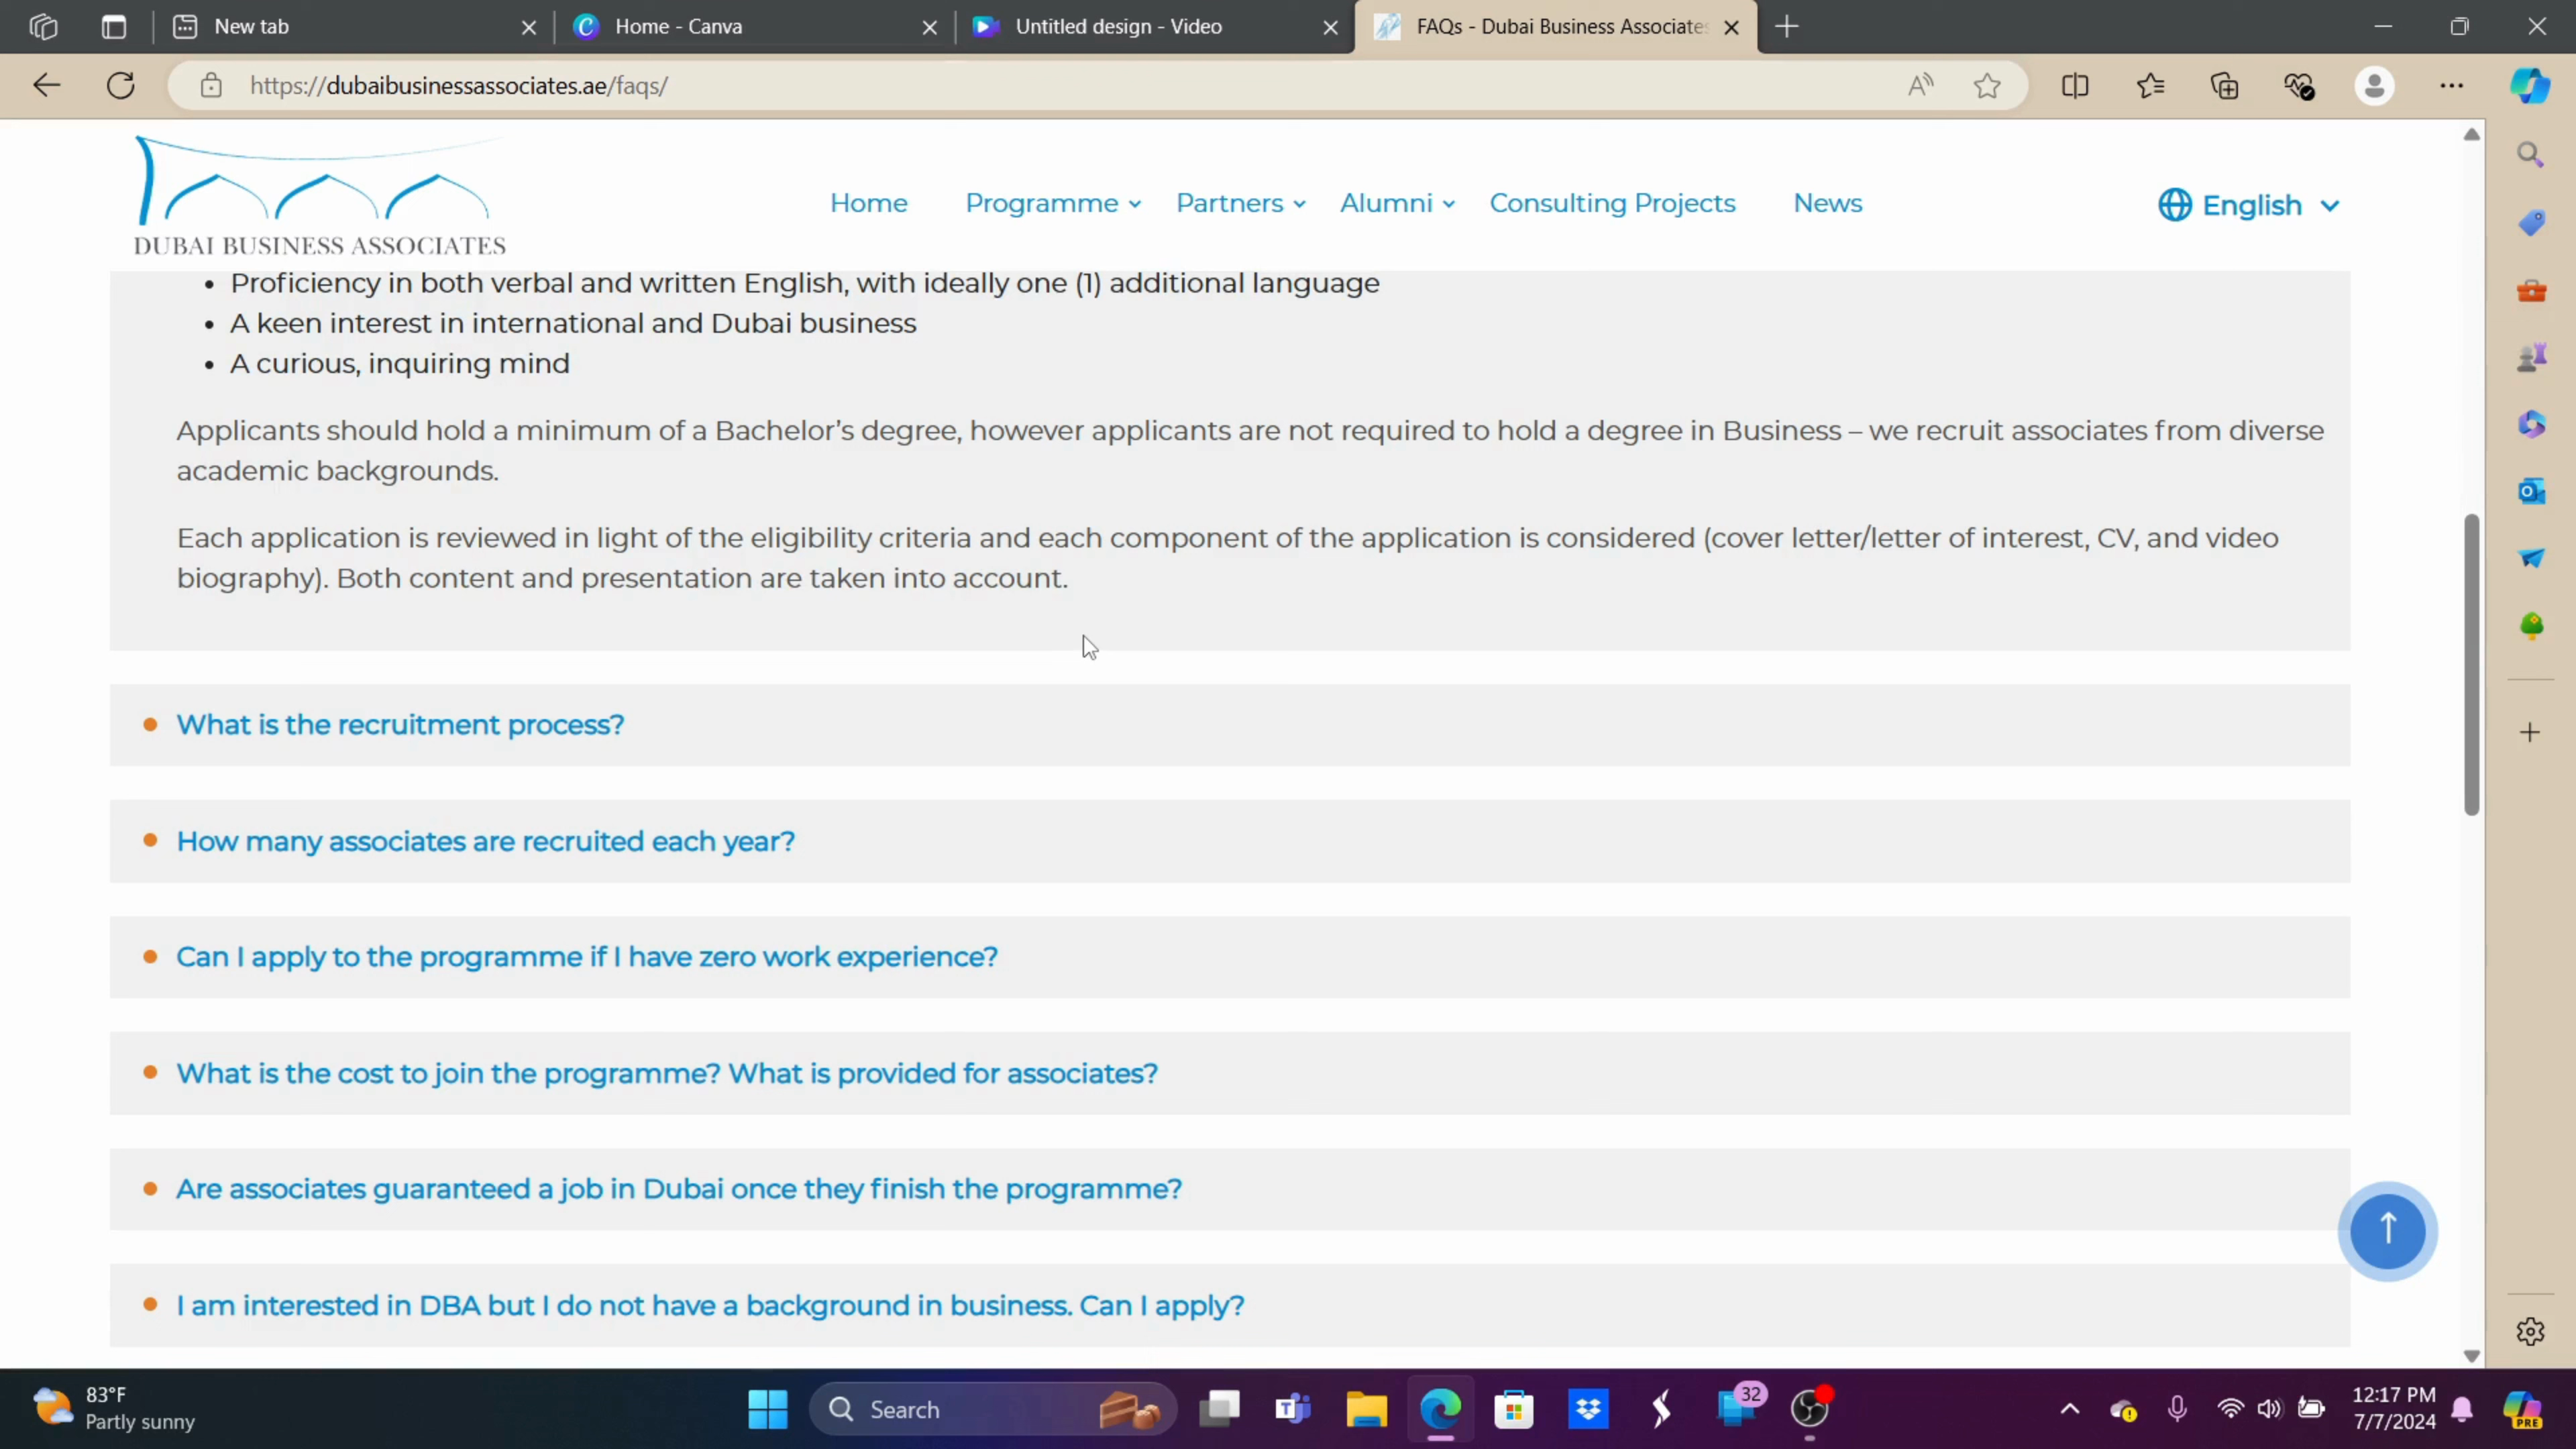 New tab
Home - Canva
Untitled design - Video
FAQs - Dubai Business Associates
https://dubaibusinessassociates.ae/faqs/
DUBAI BUSINESS ASSOCIATES
Home
Programme
Partners
Alumni
Consulting Projects
News
English
• Proficiency in both verbal and written English, with ideally one (1) additional language
• A keen interest in international and Dubai business
• A curious, inquiring mind
Applicants should hold a minimum of a Bachelor’s degree, however applicants are not required to hold a degree in Business – we recruit associates from diverse
academic backgrounds.
Each application is reviewed in light of the eligibility criteria and each component of the application is considered (cover letter/letter of interest, CV, and video
biography). Both content and presentation are taken into account.
• What is the recruitment process?
• How many associates are recruited each year?
• Can I apply to the programme if I have zero work experience?
• What is the cost to join the programme? What is provided for associates?
• Are associates guaranteed a job in Dubai once they finish the programme?
• I am interested in DBA but I do not have a background in business. Can I apply?
83°F
Partly sunny
Search
32
12:17 PM
7/7/2024
PRE